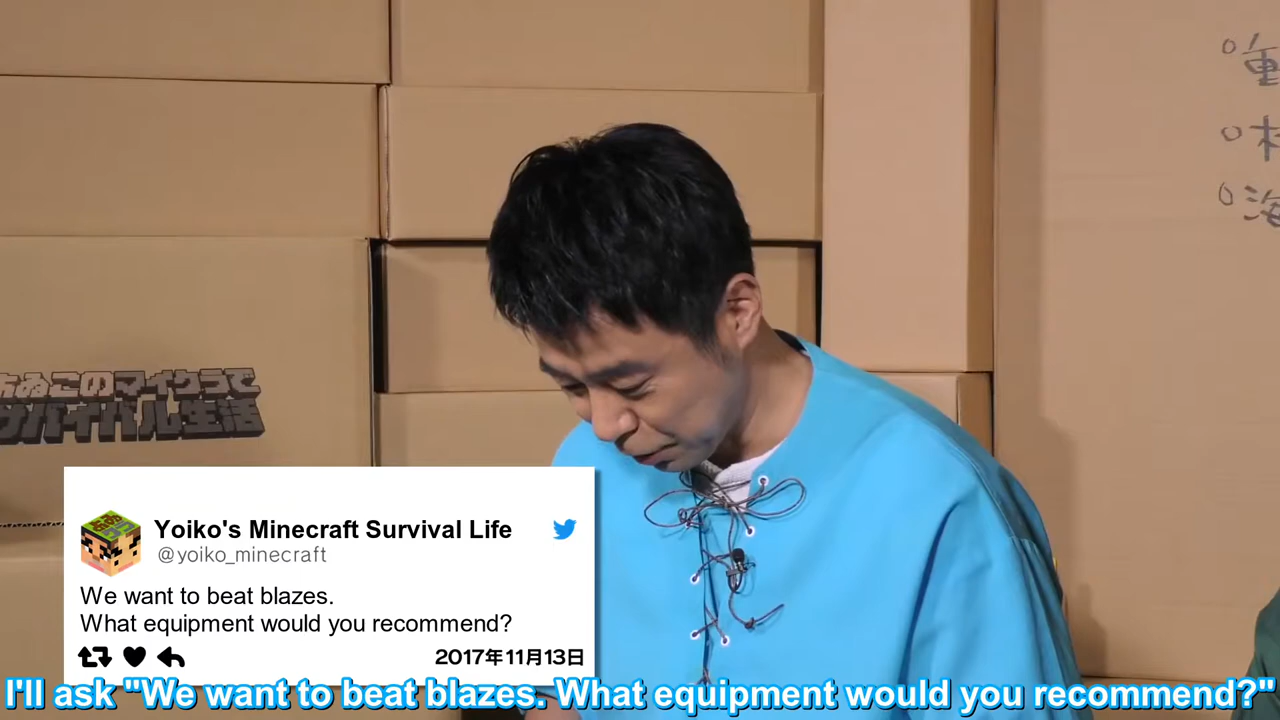 よゐこのマイクラで
サバイバル生活
Yoiko's Minecraft Survival Life
@yoiko_minecraft
We want to beat blazes.
What equipment would you recommend?
2017年11月13日
I'll ask "We want to beat blazes. What equipment would you recommend?"